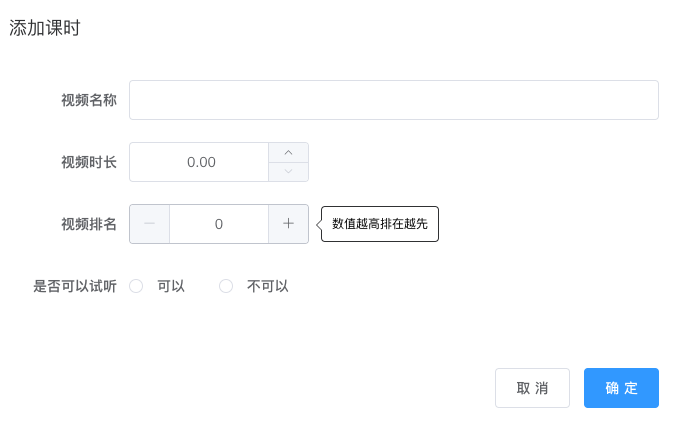 添加课时
视频名称
视频时长 0.00
视频排名 0 数值越高排在越先
是否可以试听 可以 不可以
取 消 确 定